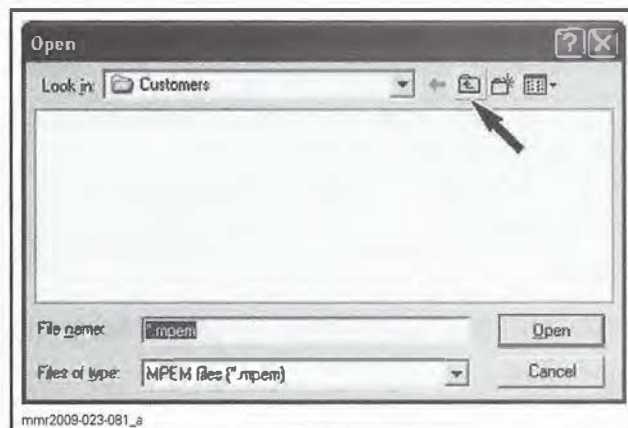 Open
Look in: Customers
File name: *.mpem
Open
Files of type: MPEM files (*.mpem)
Cancel
mmr2009-023-081_a